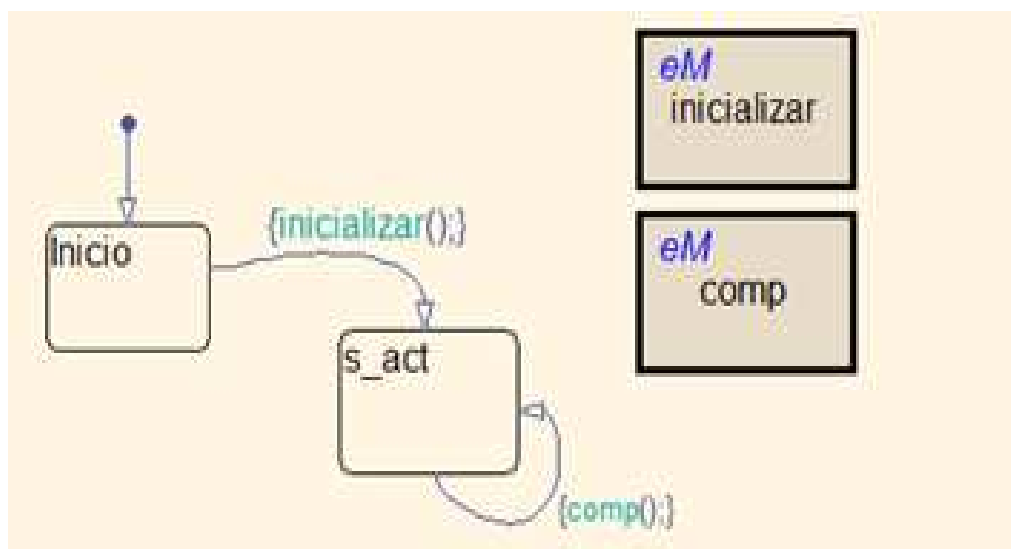 eM
inicializar
{inicializar();}
Inicio
eM
comp
s_act
{comp();}